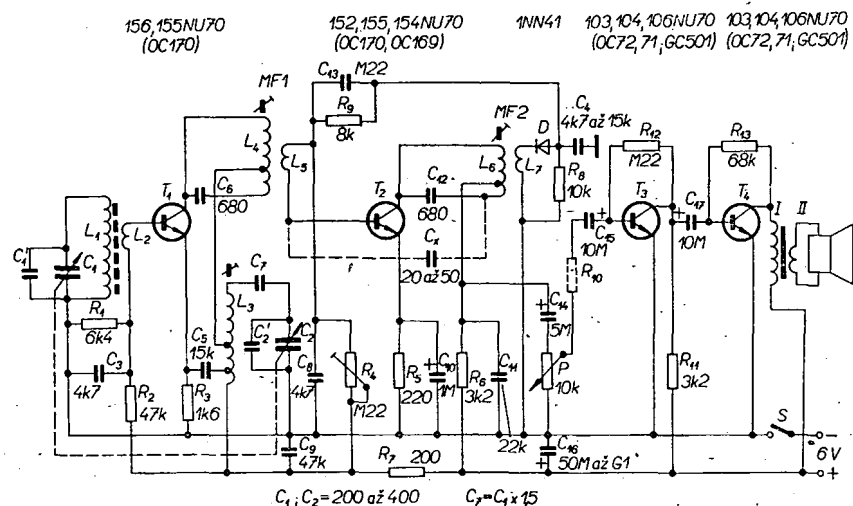 156,155NU70
(OC170)
152,155,154NU70
(OC170,OC169)
1NN41
103,104,106NU70
(OC72,71,GC501)
103,104,106NU70
(OC72,71,GC501)
MF1
C13
M22
R9
8k
MF2
D
C4
4k7 až 15k
R12
M22
R13
68k
L4
L5
L6
L7
R8
10k
T1
C6
680
T2
C12
680
T3
C17
10M
T4
I
II
C15
10M
L1
L2
Cx
20 až 50
R10
C1'
C1
L3
C7
C2'
C2
C14
5M
R1
6k4
C5
15k
C3
4k7
R2
47k
R3
1k6
C8
4k7
R4
M22
R5
220
C10
1M
R6
3k2
C11
22k
P
10k
R11
3k2
S
C9
47k
R7
200
C16
50M až G1
−
6V
+
C1; C2 = 200 až 400
C7 = C1 x 1,5